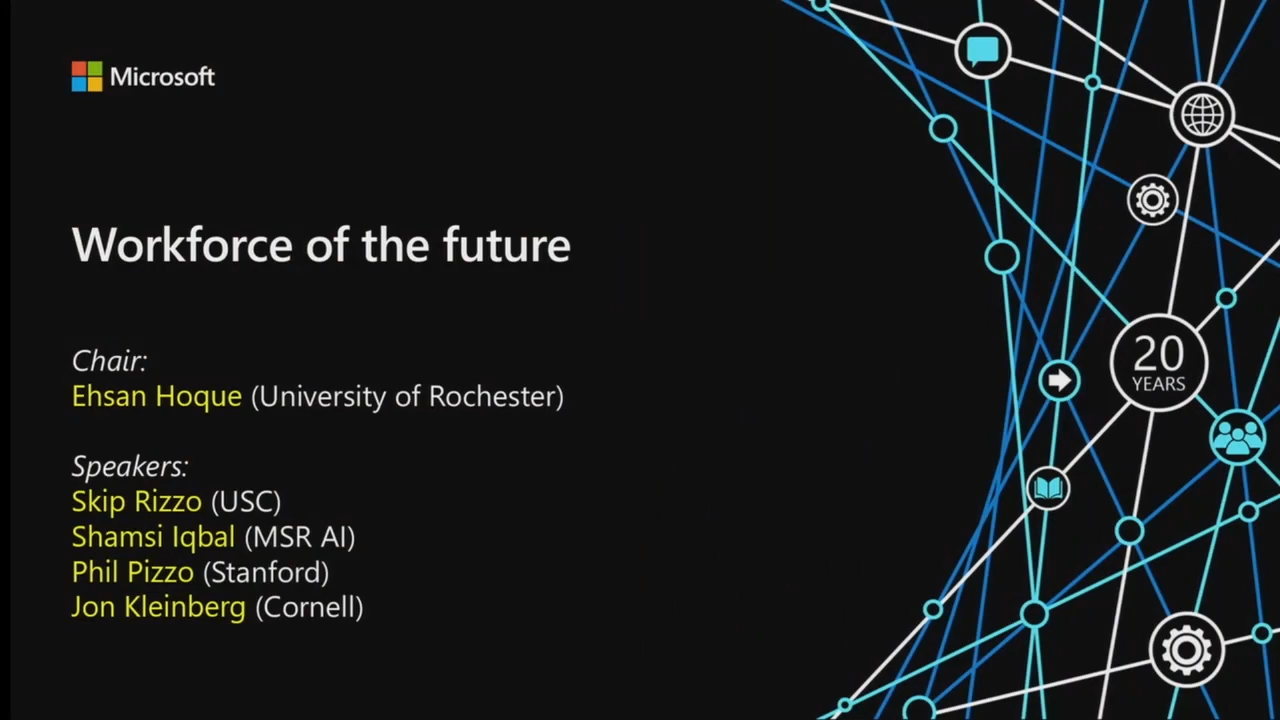 Microsoft
Workforce of the future
Chair:
Ehsan Hoque (University of Rochester)
Speakers:
Skip Rizzo (USC)
Shamsi Iqbal (MSR AI)
Phil Pizzo (Stanford)
Jon Kleinberg (Cornell)
20
YEARS